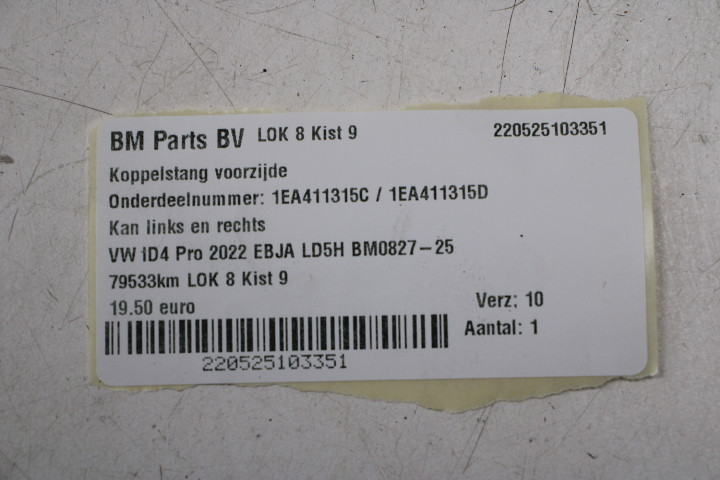 BM Parts BV LOK 8 Kist 9 220525103351
Koppelstang voorzijde
Onderdeelnummer: 1EA411315C / 1EA411315D
Kan links en rechts
VW ID4 Pro 2022 EBJA LD5H BM0827-25
79533km LOK 8 Kist 9
19.50 euro Verz: 10
Aantal: 1
220525103351